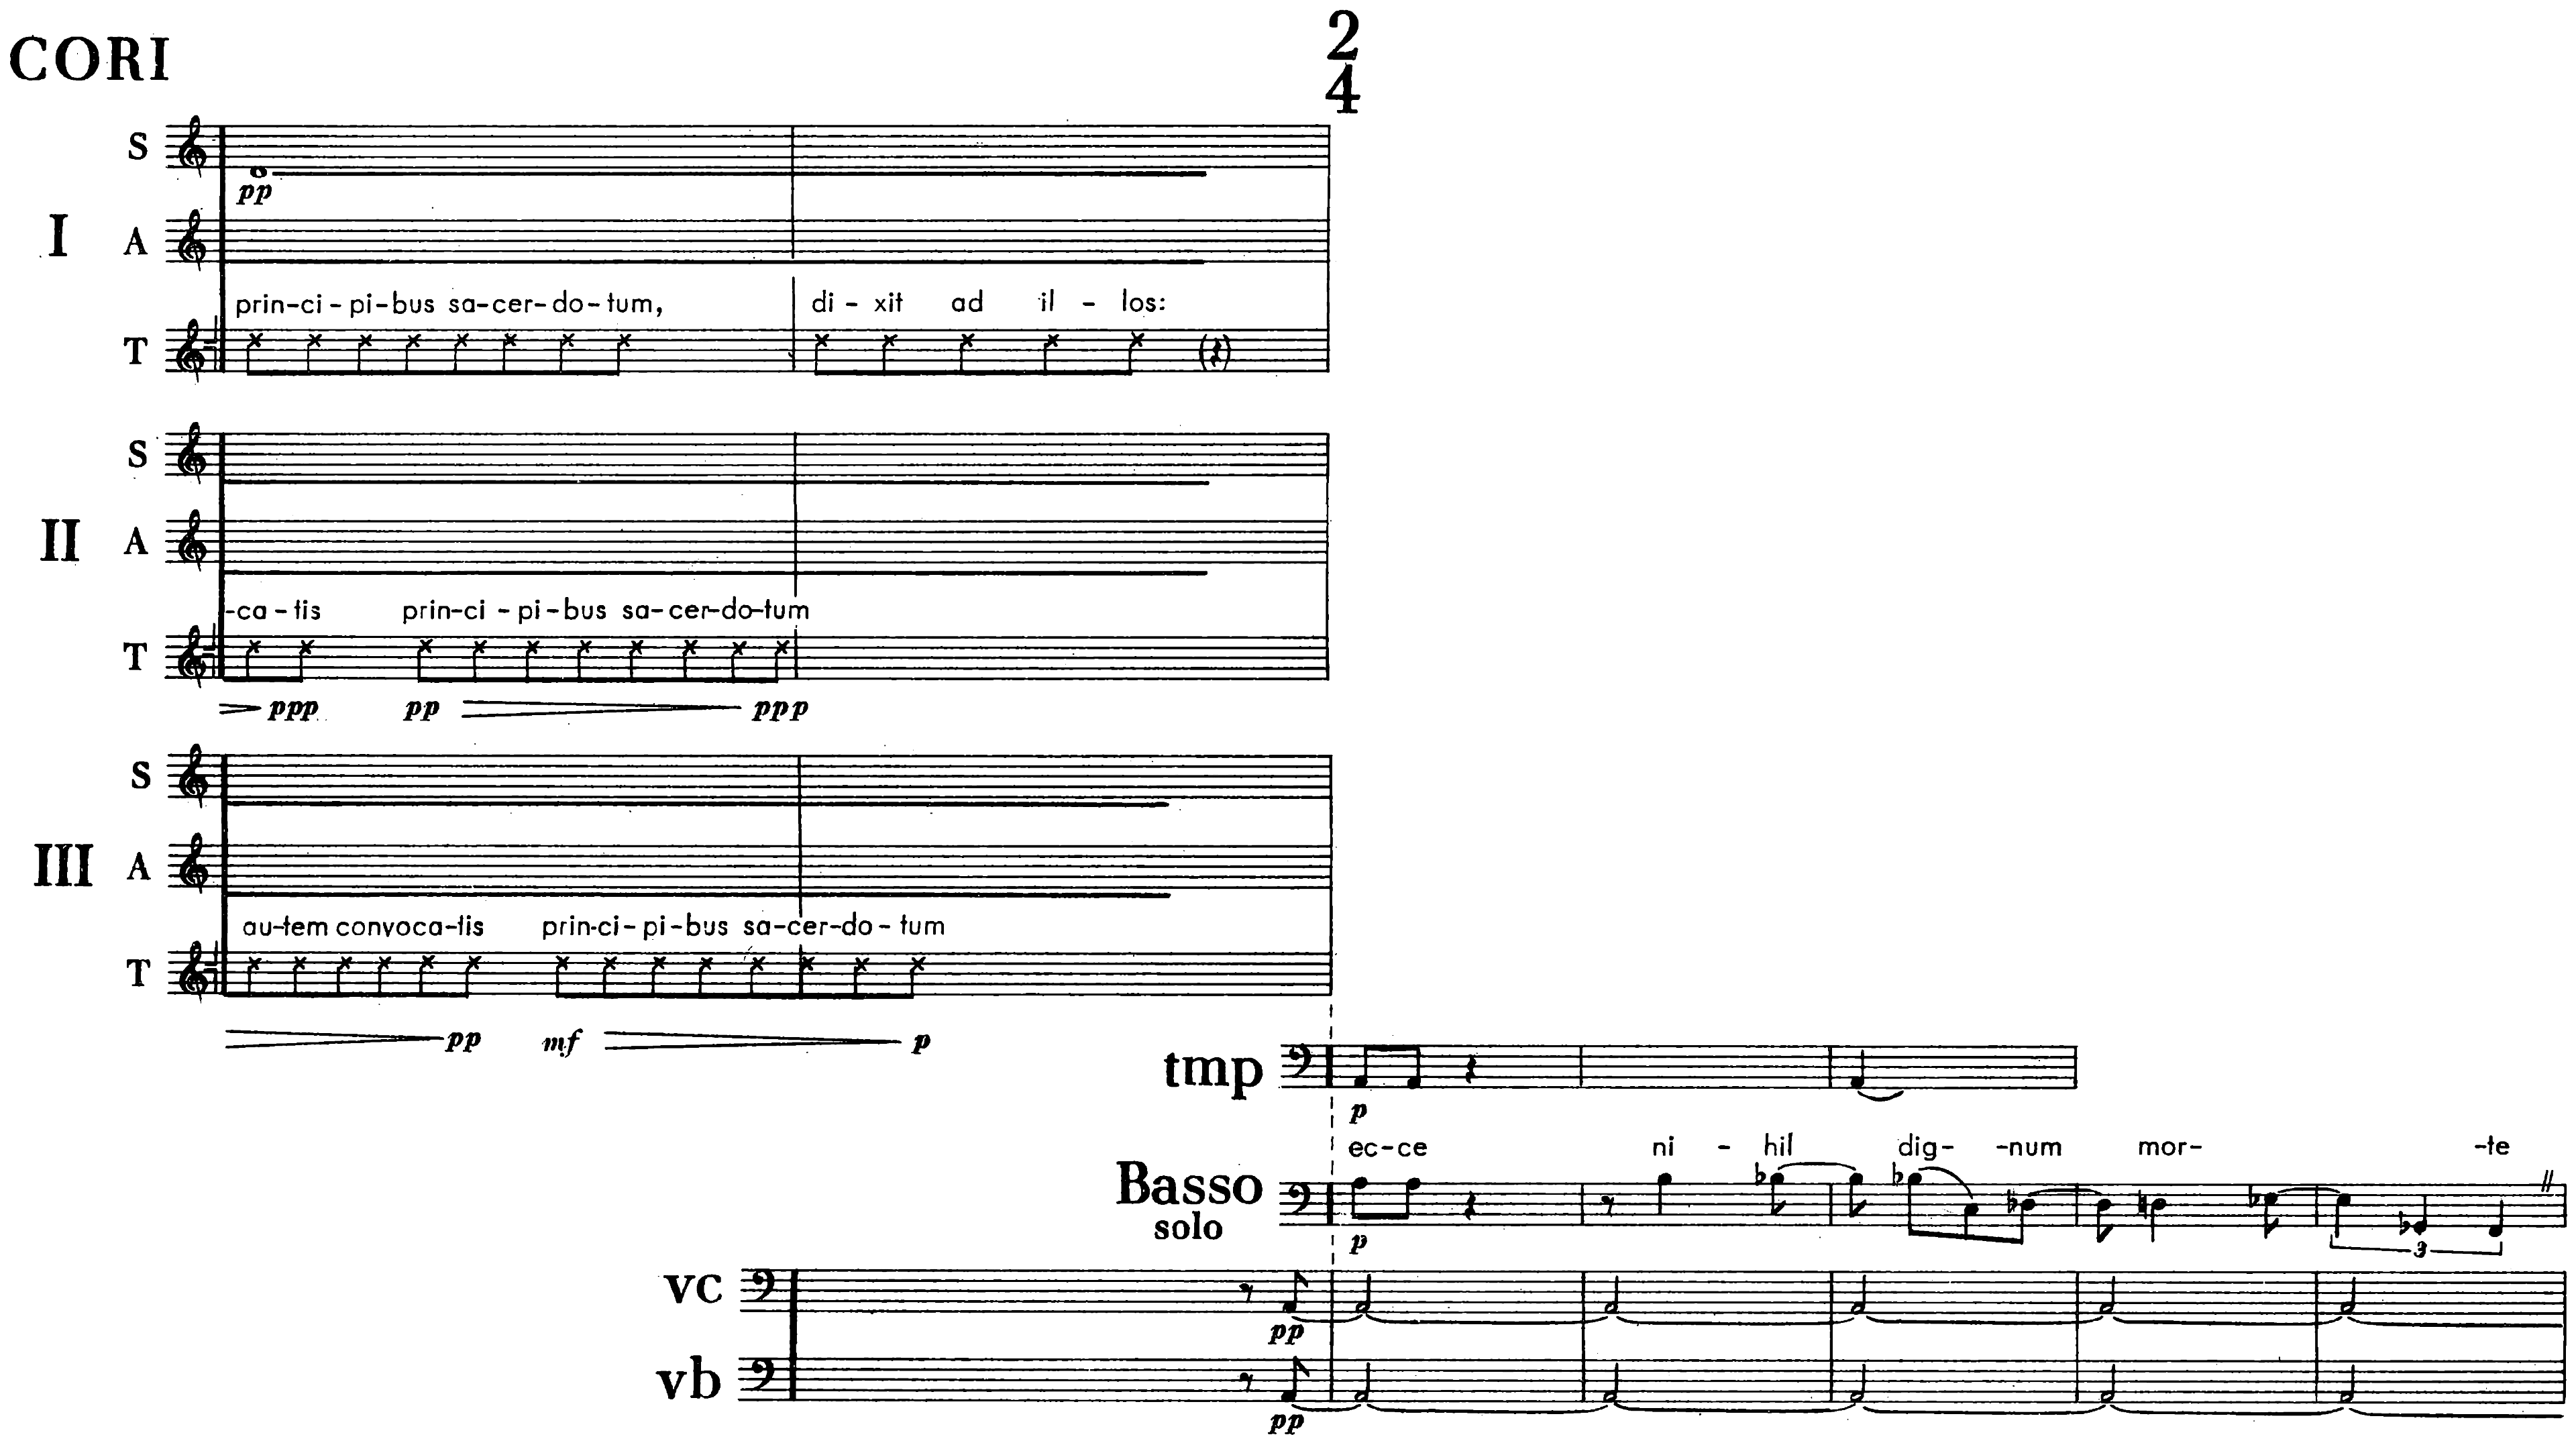 CORI
2
4
I
S
pp
A
prin-ci-pi-bus sa-cer-do-tum, di-xit ad il-los:
T
II
S
A
-ca-tis prin-ci-pi-bus sa-cer-do-tum
T
ppp pp ppp
III
S
A
au-tem convoca-tis prin-ci-pi-bus sa-cer-do-tum
T
pp mf p
tmp
p
ec-ce ni-hil dig- -num mor- -te
Basso
solo
p
3
vc
pp
vb
pp